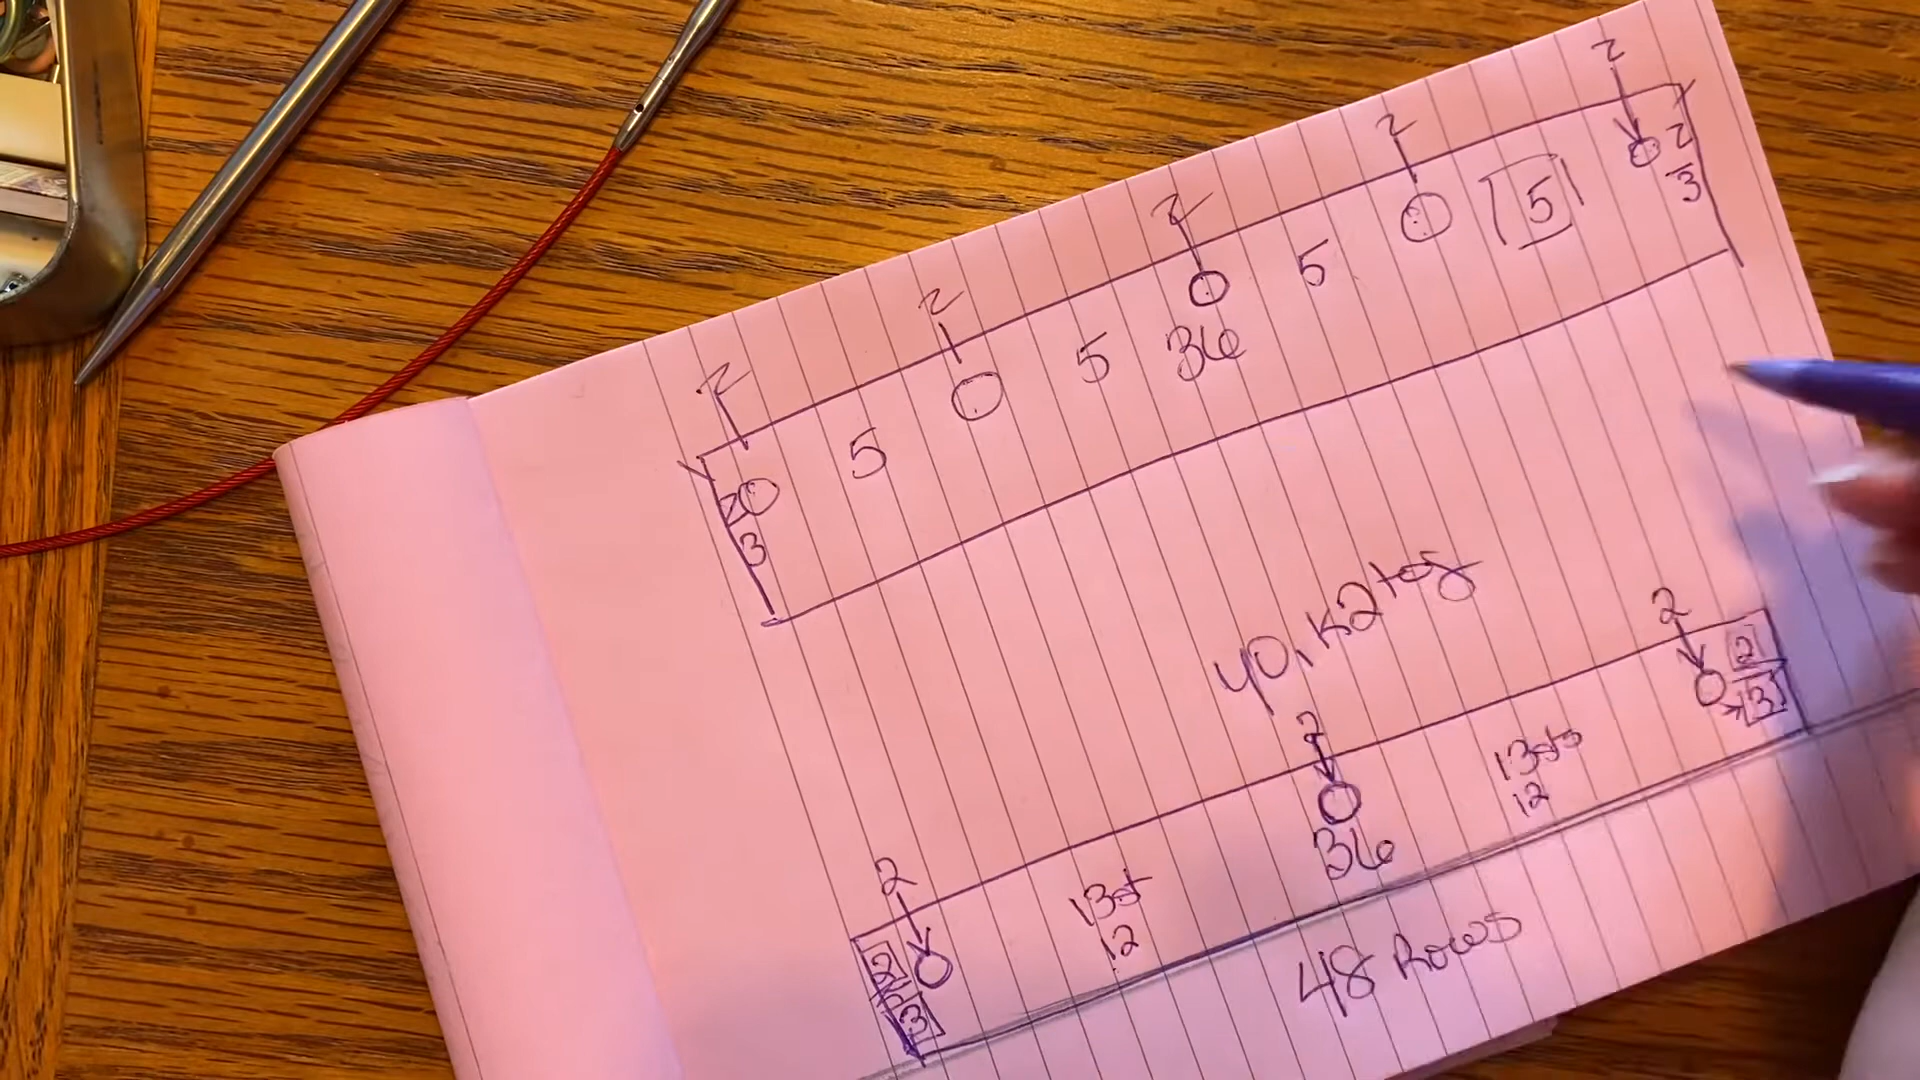 2 2 2 2 2
5 5 36 5 5 2
3 3
yo, k2tog
2 2 2
2 13st 36 13sts 2
3 12 12 3
48 Rows